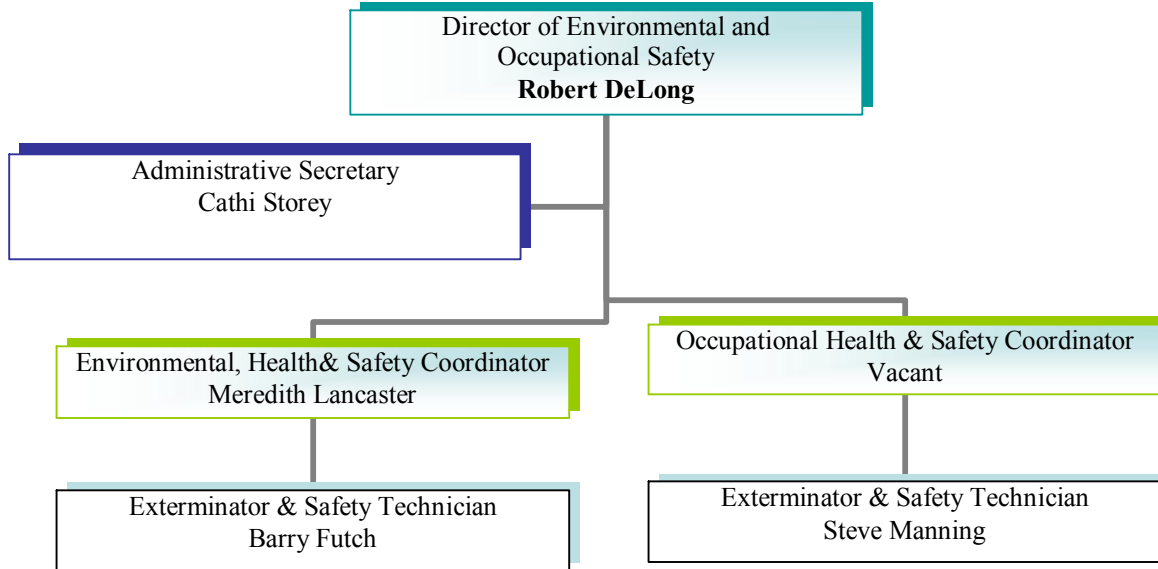 Director of Environmental and
Occupational Safety
Robert DeLong
Administrative Secretary
Cathi Storey
Environmental, Health& Safety Coordinator
Meredith Lancaster
Occupational Health & Safety Coordinator
Vacant
Exterminator & Safety Technician
Barry Futch
Exterminator & Safety Technician
Steve Manning